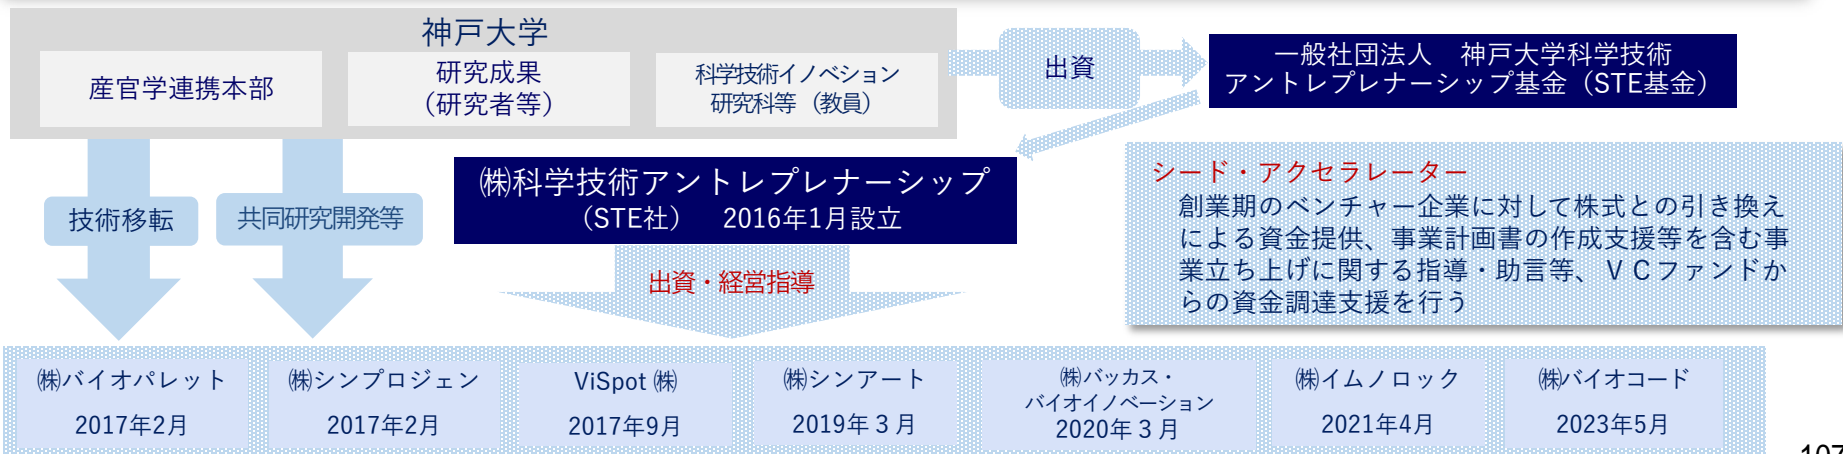 神戸大学
産官学連携本部
研究成果
（研究者等）
科学技術イノベション
研究科等（教員）
出資
一般社団法人　神戸大学科学技術
アントレプレナーシップ基金（STE基金）
㈱科学技術アントレプレナーシップ
（STE社）　2016年1月設立
技術移転
共同研究開発等
出資・経営指導
シード・アクセラレーター
創業期のベンチャー企業に対して株式との引き換え
による資金提供、事業計画書の作成支援等を含む事
業立ち上げに関する指導・助言等、ＶＣファンドか
らの資金調達支援を行う
㈱バイオパレット
2017年2月
㈱シンプロジェン
2017年2月
ViSpot ㈱
2017年9月
㈱シンアート
2019年３月
㈱バッカス・
バイオイノベーション
2020年３月
㈱イムノロック
2021年4月
㈱バイオコード
2023年5月
107